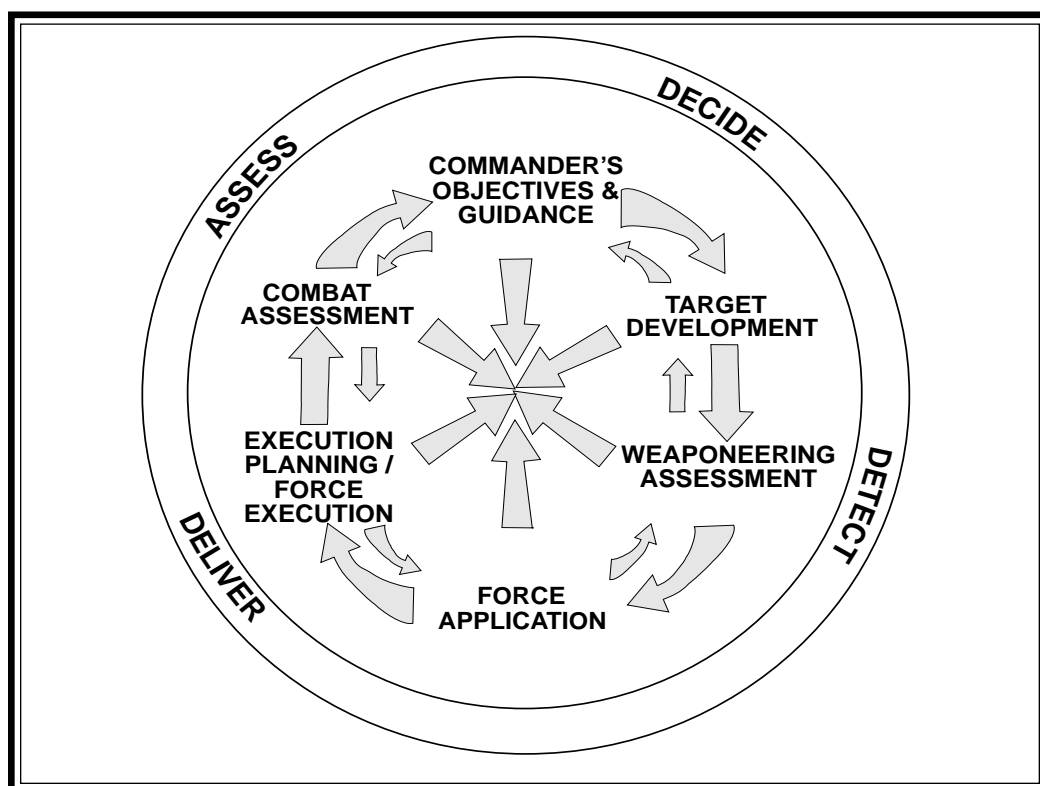 DECIDE
ASSESS
COMMANDER’S
OBJECTIVES &
GUIDANCE
COMBAT
ASSESSMENT
TARGET
DEVELOPMENT
EXECUTION
PLANNING /
FORCE
EXECUTION
WEAPONEERING
ASSESSMENT
DETECT
DELIVER
FORCE
APPLICATION